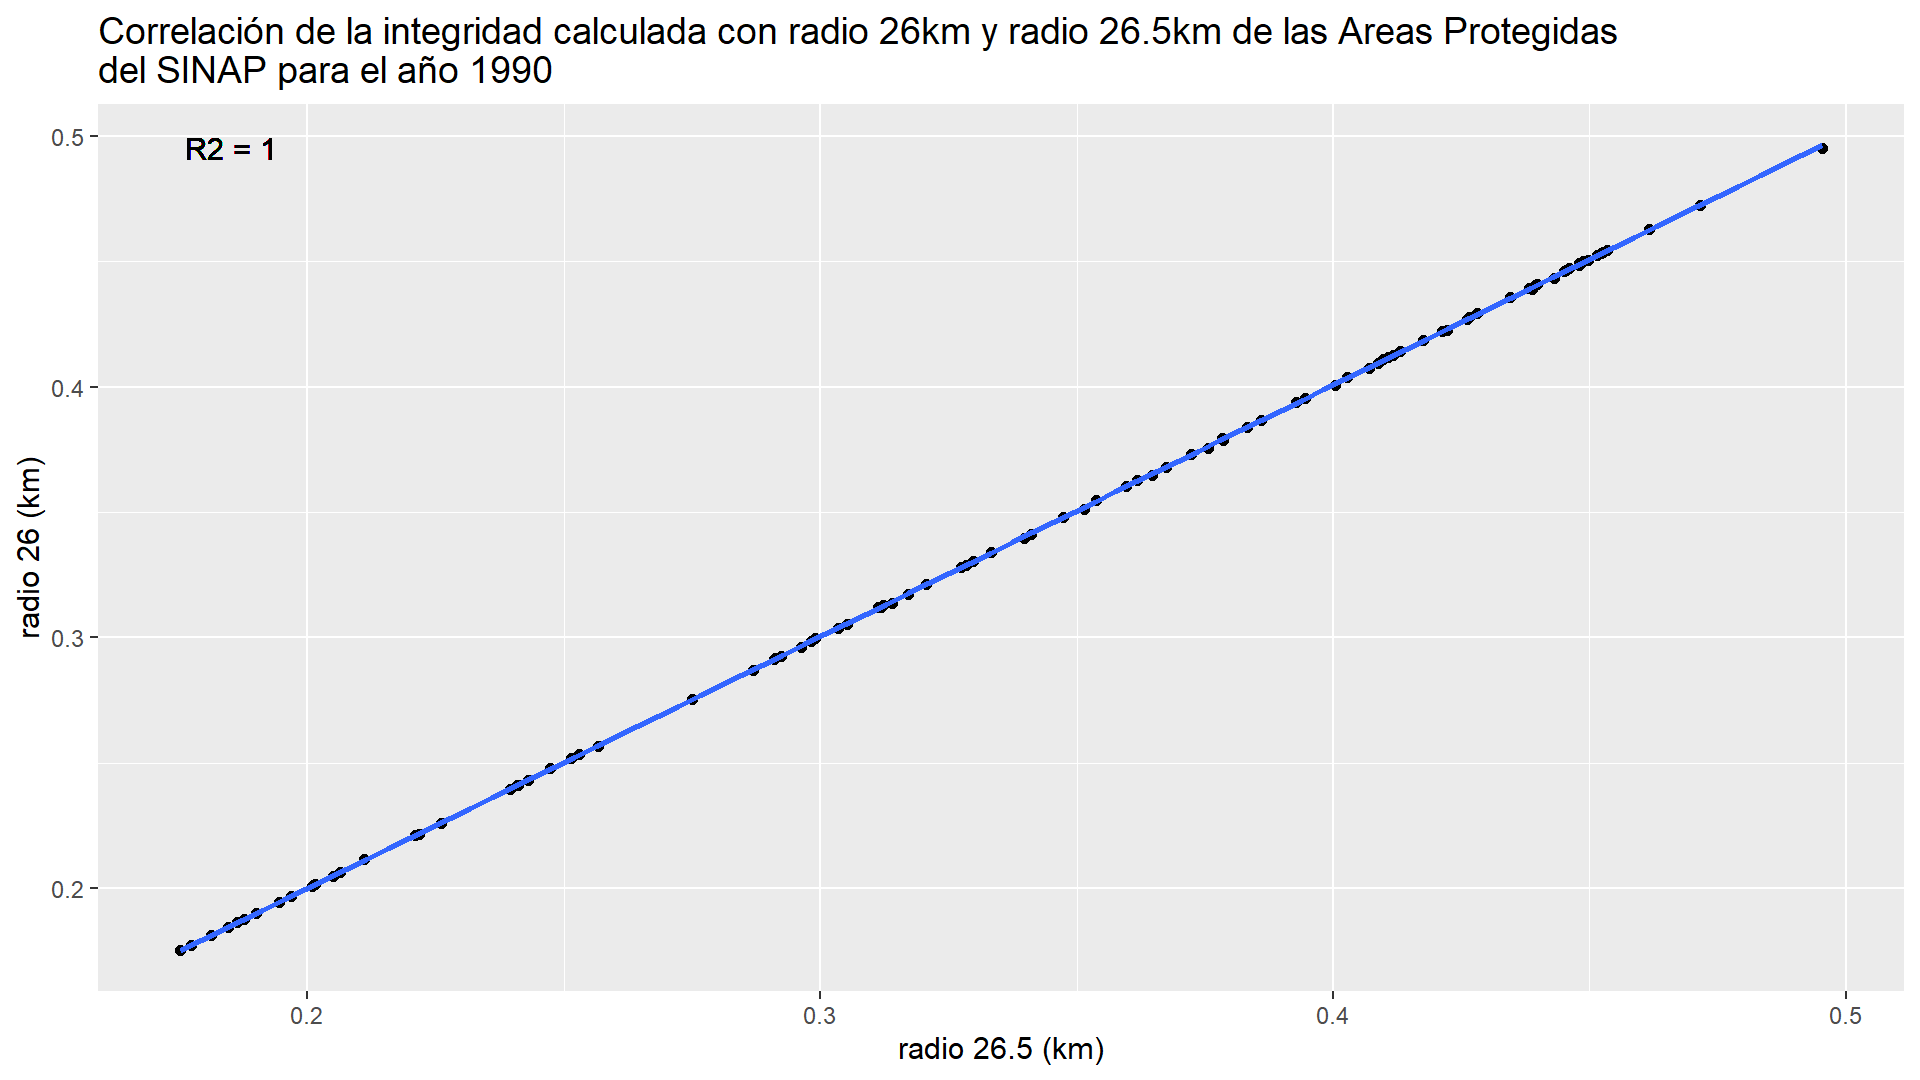 Correlación de la integridad calculada con radio 26km y radio 26.5km de las Areas Protegidas
del SINAP para el año 1990
R2 = 1
0.5
0.4
0.3
0.2
radio 26 (km)
0.2
0.3
0.4
0.5
radio 26.5 (km)